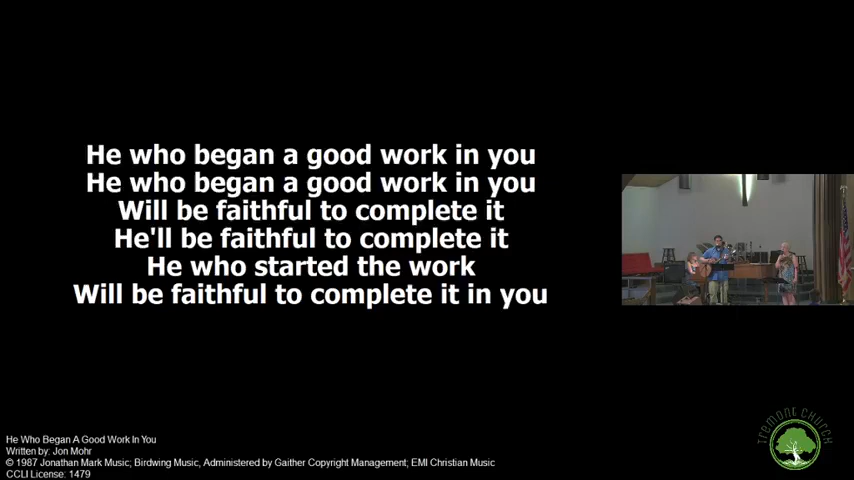 He who began a good work in you
He who began a good work in you
Will be faithful to complete it
He'll be faithful to complete it
He who started the work
Will be faithful to complete it in you
TREMONT CHURCH
He Who Began A Good Work In You
Written by: Jon Mohr
© 1987 Jonathan Mark Music; Birdwing Music, Administered by Gaither Copyright Management; EMI Christian Music
CCLI License: 1479